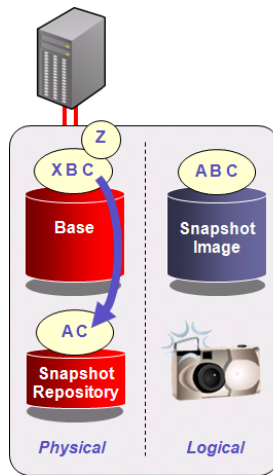 Z
X B C
A B C
Base
Snapshot
Image
A C
Snapshot
Repository
Physical
Logical